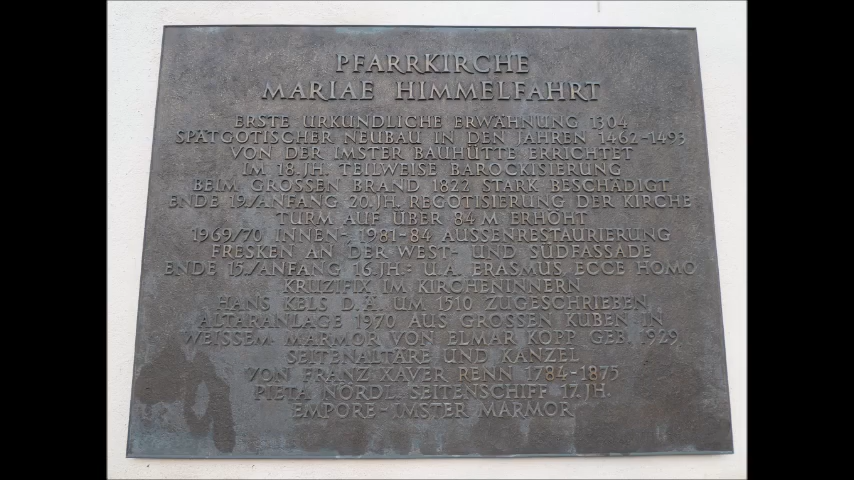 PFARRKIRCHE
MARIAE HIMMELFAHRT
ERSTE URKUNDLICHE ERWÄHNUNG 1304
SPÄTGOTISCHER NEUBAU IN DEN JAHREN 1462-1493
VON DER IMSTER BAUHÜTTE ERRICHTET
IM 18. JH. TEILWEISE BAROCKISIERUNG
BEIM GROSSEN BRAND 1822 STARK BESCHÄDIGT
ENDE 19./ANFANG 20. JH. REGOTISIERUNG DER KIRCHE
TURM AUF ÜBER 84 M ERHÖHT
1969/70 INNEN-, 1981-84 AUSSENRESTAURIERUNG
FRESKEN AN DER WEST- UND SÜDFASSADE
ENDE 15./ANFANG 16. JH.: U.A. ERASMUS, ECCE HOMO
KRUZIFIX IM KIRCHENINNERN
HANS KELS D. Ä. UM 1510 ZUGESCHRIEBEN
ALTARANLAGE 1970 AUS GROSSEN KUBEN IN
WEISSEM MARMOR VON ELMAR KOPP GEB. 1929
SEITENALTÄRE UND KANZEL
VON FRANZ XAVER RENN 1784-1875
PIETA NÖRDL. SEITENSCHIFF 17. JH.
EMPORE - IMSTER MARMOR